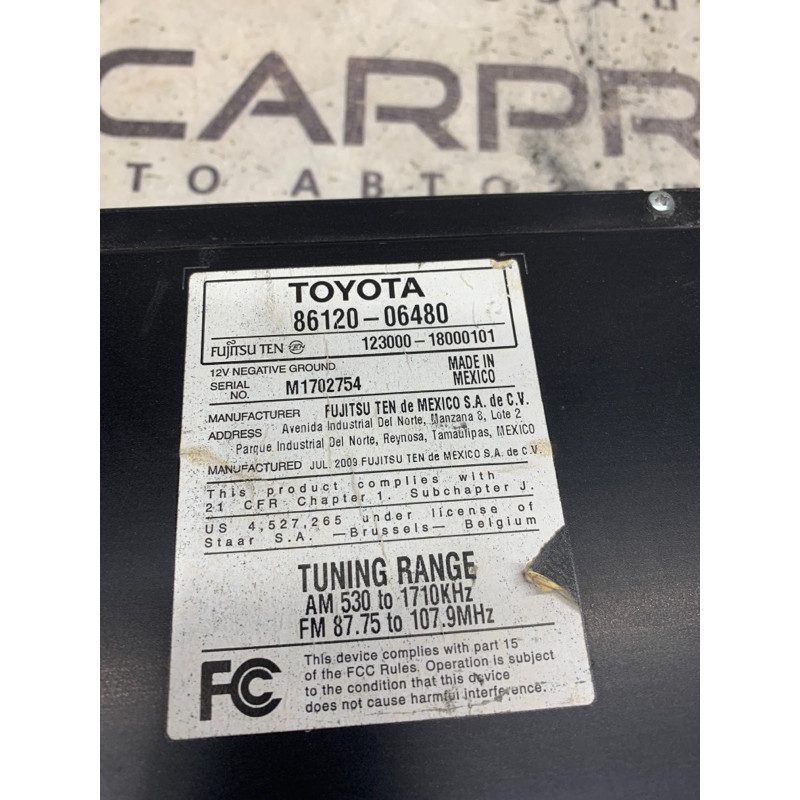 CARPR
ТО АВТО
TOYOTA
86120-06480
FUJITSU TEN
123000-18000101
12V NEGATIVE GROUND
SERIAL NO. M1702754
MADE IN MEXICO
MANUFACTURER FUJITSU TEN de MEXICO S.A. de C.V.
ADDRESS Avenida Industrial Del Norte, Manzana 8, Lote 2
Parque Industrial Del Norte, Reynosa, Tamaulipas, MEXICO
MANUFACTURED JUL 2009 FUJITSU TEN de MEXICO S.A. de C.V.
This product complies with
21 CFR Chapter 1. Subchapter J.
US 4,527,265 under license of
Staar S.A. —Brussels— Belgium
TUNING RANGE
AM 530 to 1710KHz
FM 87.75 to 107.9MHz
FC
This device complies with part 15
of the FCC Rules. Operation is subject
to the condition that this device
does not cause harmful interference.